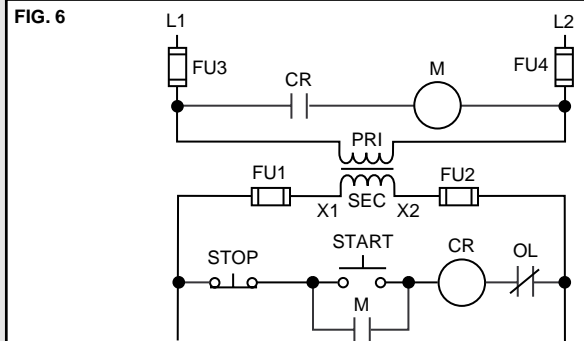 FIG. 6
L1 L2
FU3 FU4
CR M
PRI
FU1 FU2
X1 SEC X2
STOP START CR OL
M